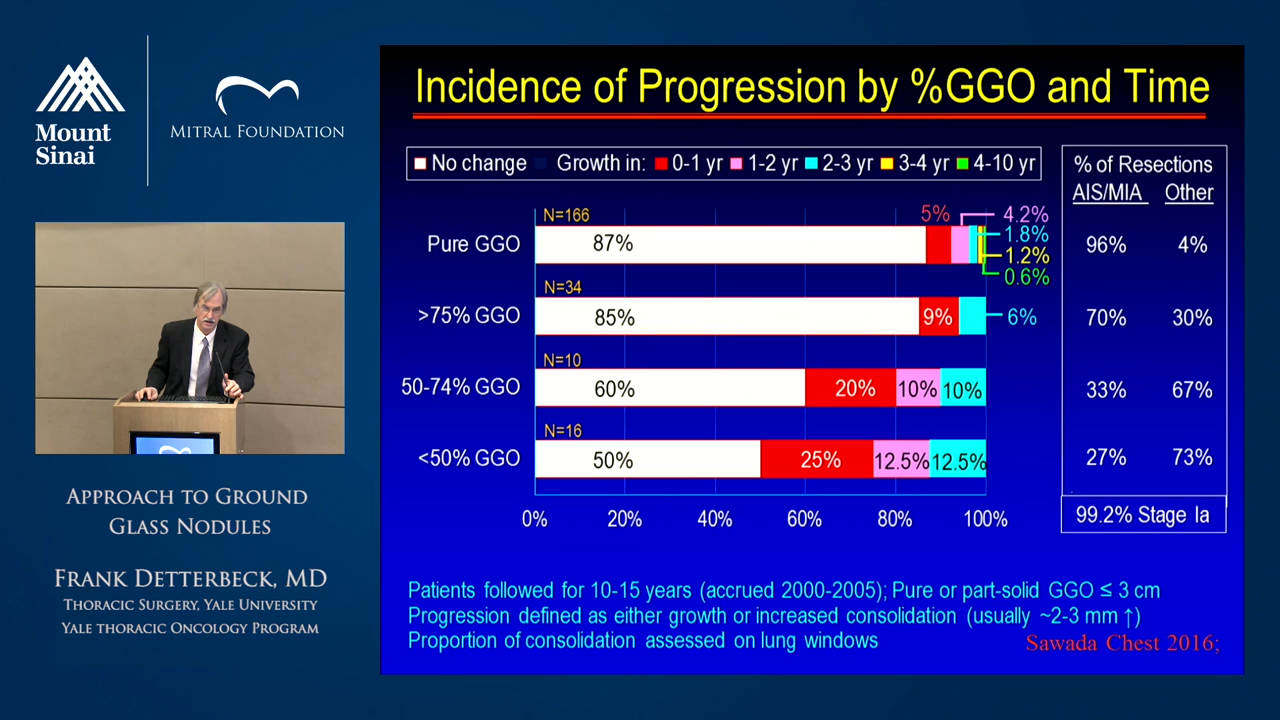 Mount
Sinai
MITRAL FOUNDATION
APPROACH TO GROUND
GLASS NODULES
FRANK DETTERBECK, MD
THORACIC SURGERY, YALE UNIVERSITY
YALE THORACIC ONCOLOGY PROGRAM
Incidence of Progression by %GGO and Time
No change Growth in: 0-1 yr 1-2 yr 2-3 yr 3-4 yr 4-10 yr
% of Resections
AIS/MIA Other
N=166 5% 4.2%
Pure GGO 87% 1.8% 96% 4%
1.2%
0.6%
N=34
>75% GGO 85% 9% 6% 70% 30%
N=10
50-74% GGO 60% 20% 10% 10% 33% 67%
N=16
<50% GGO 50% 25% 12.5% 12.5% 27% 73%
0% 20% 40% 60% 80% 100%
99.2% Stage Ia
Patients followed for 10-15 years (accrued 2000-2005); Pure or part-solid GGO ≤ 3 cm
Progression defined as either growth or increased consolidation (usually ~2-3 mm ↑)
Proportion of consolidation assessed on lung windows
Sawada Chest 2016;